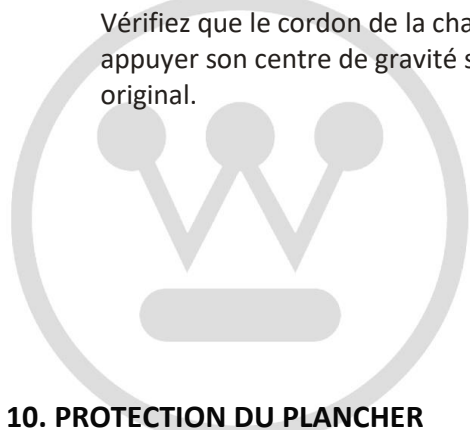 Vérifiez que le cordon de la cha
appuyer son centre de gravité s
original.
10. PROTECTION DU PLANCHER